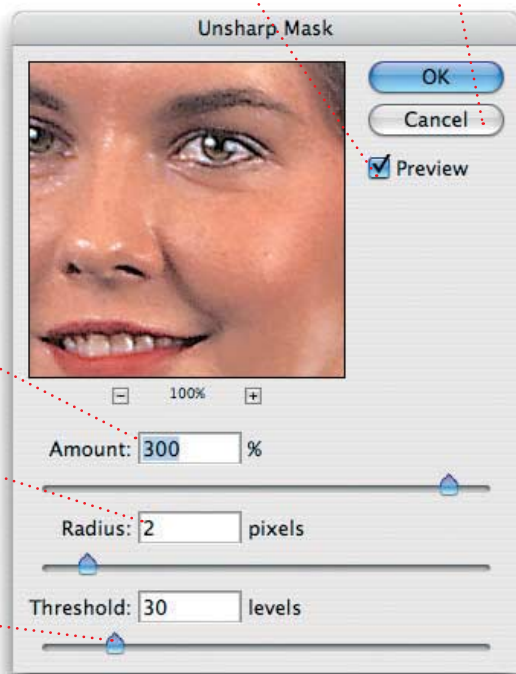 Unsharp Mask
OK
Cancel
Preview
100%
Amount: 300 %
Radius: 2 pixels
Threshold: 30 levels